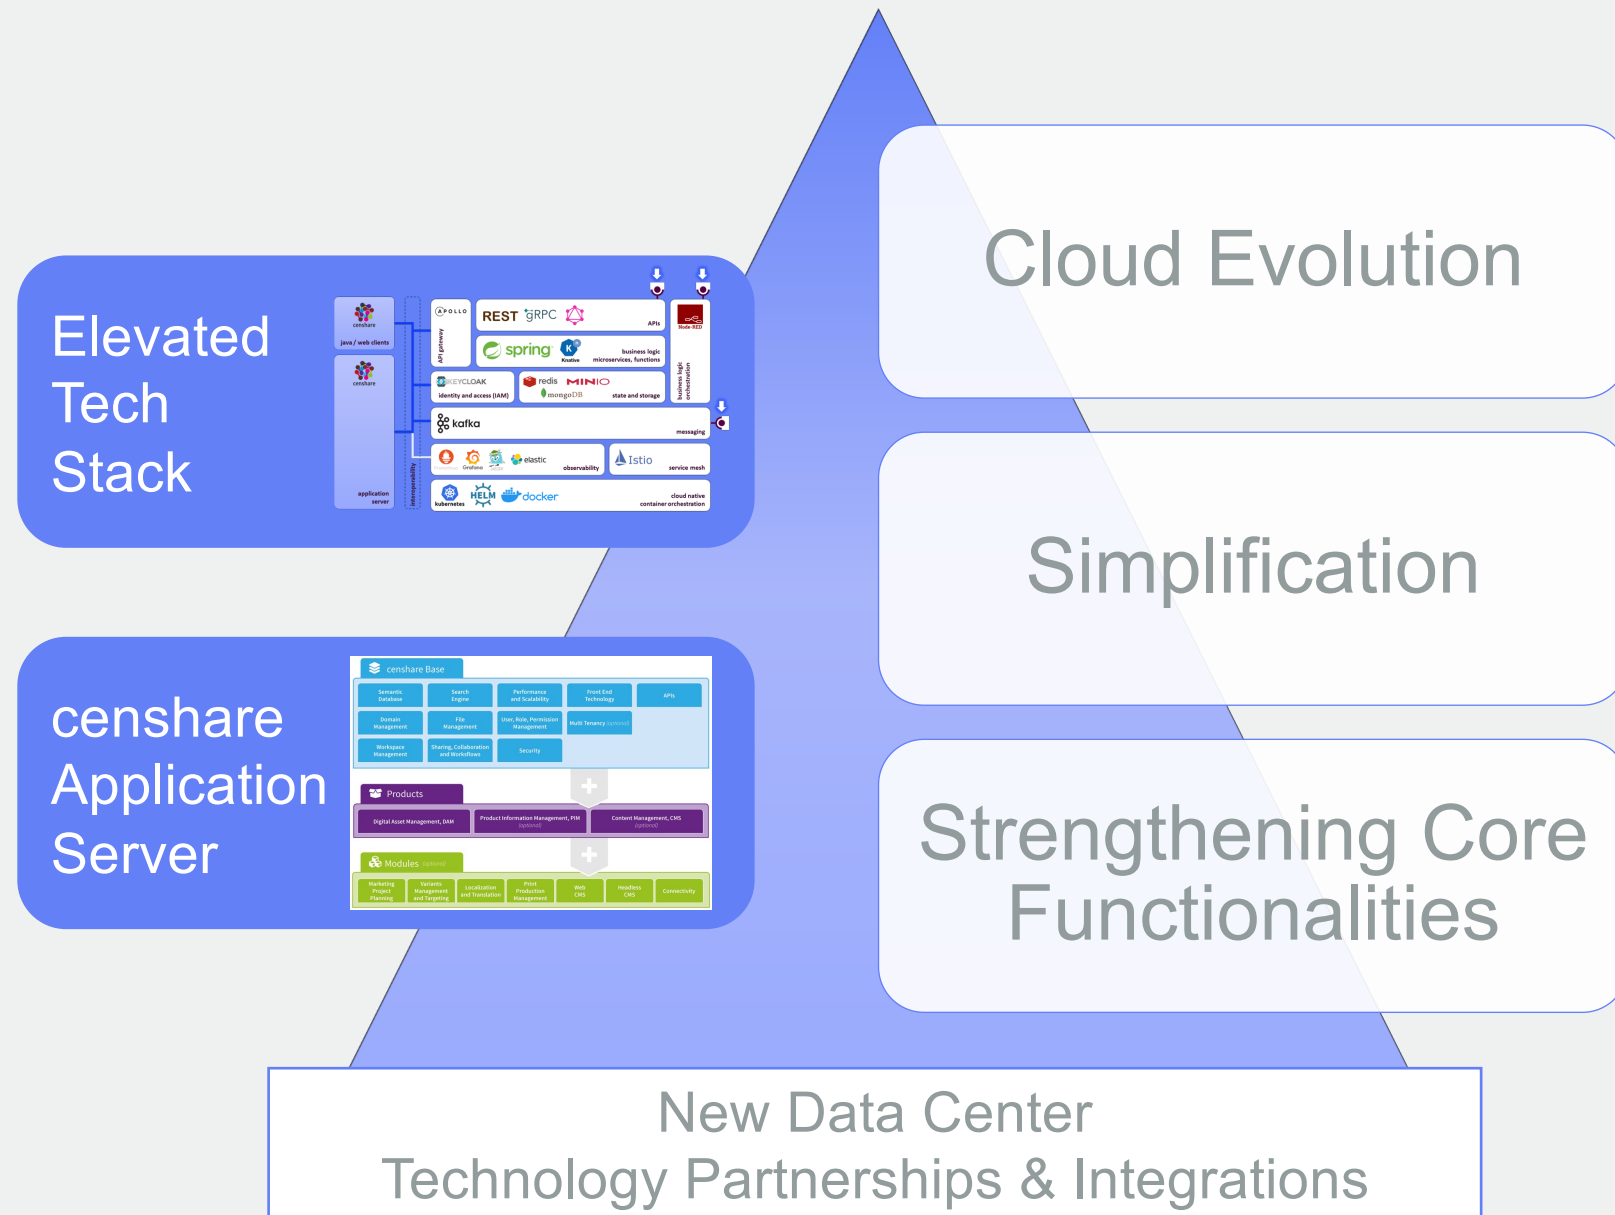 Elevated
Tech
Stack
censhare
java / web clients
censhare
application
server
interoperability
APOLLO
API gateway
REST gRPC
APIs
spring Knative
business logic
microservices, functions
Node-RED
business logic
orchestration
KEYCLOAK
identity and access (IAM)
redis MINIO
mongoDB
state and storage
kafka
messaging
Grafana
elastic
observability
Istio
service mesh
kubernetes
HELM
docker
cloud native
container orchestration
censhare
Application
Server
censhare Base
Semantic
Database
Search
Engine
Performance
and Scalability
Front End
Technology
APIs
Domain
Management
File
Management
User, Role, Permission
Management
Multi Tenancy (optional)
Workspace
Management
Sharing, Collaboration
and Worksflows
Security
Products
Digital Asset Management, DAM
Product Information Management, PIM
(optional)
Content Management, CMS
(optional)
Modules (optional)
Marketing
Project
Planning
Variants
Management
and Targeting
Localization
and Translation
Print
Production
Management
Web
CMS
Headless
CMS
Connectivity
Cloud Evolution
Simplification
Strengthening Core
Functionalities
New Data Center
Technology Partnerships & Integrations